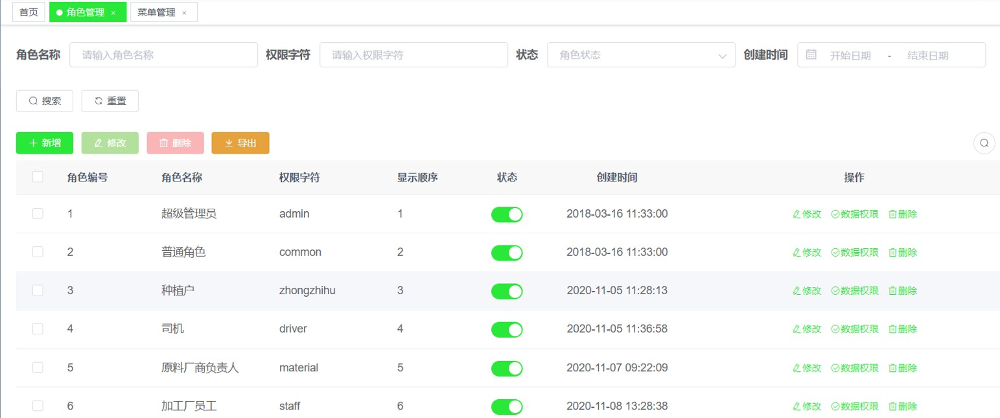 首页 角色管理 × 菜单管理 ×
角色名称 请输入角色名称 权限字符 请输入权限字符 状态 角色状态 创建时间 开始日期 - 结束日期
搜索 重置
新增 修改 删除 导出
角色编号 角色名称 权限字符 显示顺序 状态 创建时间 操作
1 超级管理员 admin 1 2018-03-16 11:33:00 修改 数据权限 删除
2 普通角色 common 2 2018-03-16 11:33:00 修改 数据权限 删除
3 种植户 zhongzhihu 3 2020-11-05 11:28:13 修改 数据权限 删除
4 司机 driver 4 2020-11-05 11:36:58 修改 数据权限 删除
5 原料厂商负责人 material 5 2020-11-07 09:22:09 修改 数据权限 删除
6 加工厂员工 staff 6 2020-11-08 13:28:38 修改 数据权限 删除